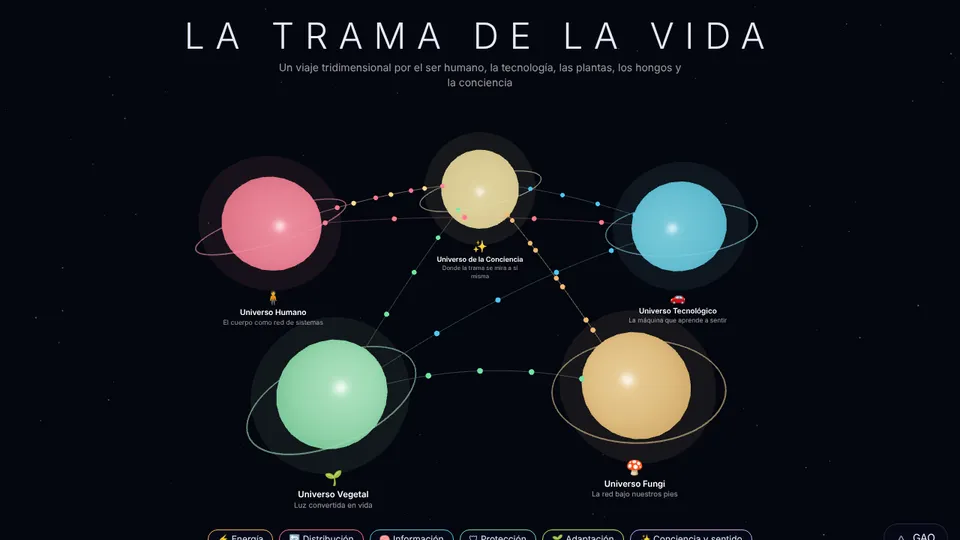 LA TRAMA DE LA VIDA
Un viaje tridimensional por el ser humano, la tecnología, las plantas, los hongos y
la conciencia
Universo de la Conciencia
Donde la trama se mira a sí
misma
Universo Humano
El cuerpo como red de sistemas
Universo Tecnológico
La máquina que aprende a sentir
Universo Vegetal
Luz convertida en vida
Universo Fungi
La red bajo nuestros pies
Energía
Distribución
Información
Protección
Adaptación
Conciencia y sentido
GAO